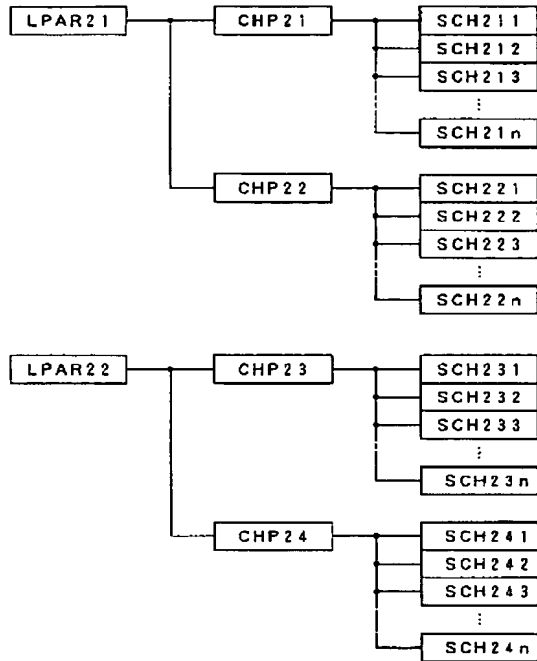 LPAR21 CHP21 SCH211
SCH212
SCH213
⋮
SCH21n
CHP22 SCH221
SCH222
SCH223
⋮
SCH22n
LPAR22 CHP23 SCH231
SCH232
SCH233
⋮
SCH23n
CHP24 SCH241
SCH242
SCH243
⋮
SCH24n